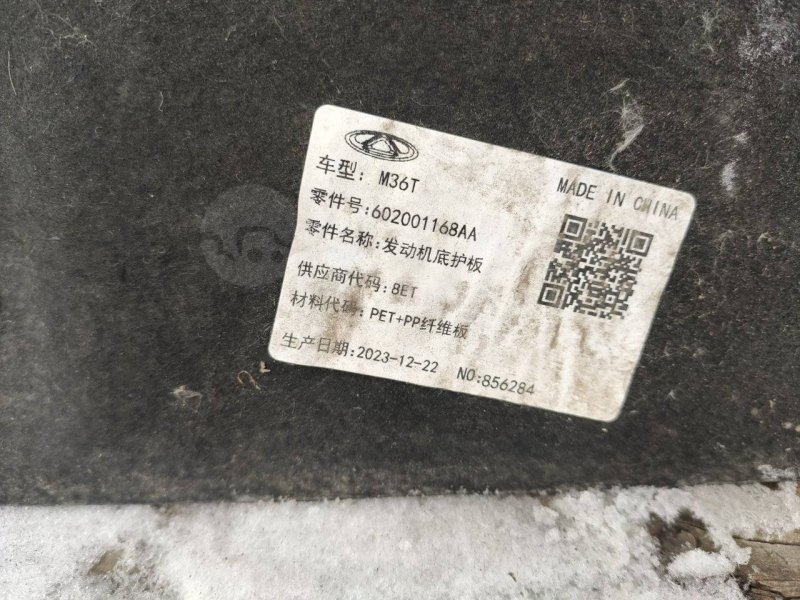 车型: M36T
MADE IN CHINA
零件号:602001168AA
零件名称:发动机底护板
供应商代码:8ET
材料代码: PET+PP纤维板
生产日期:2023-12-22 NO:856284